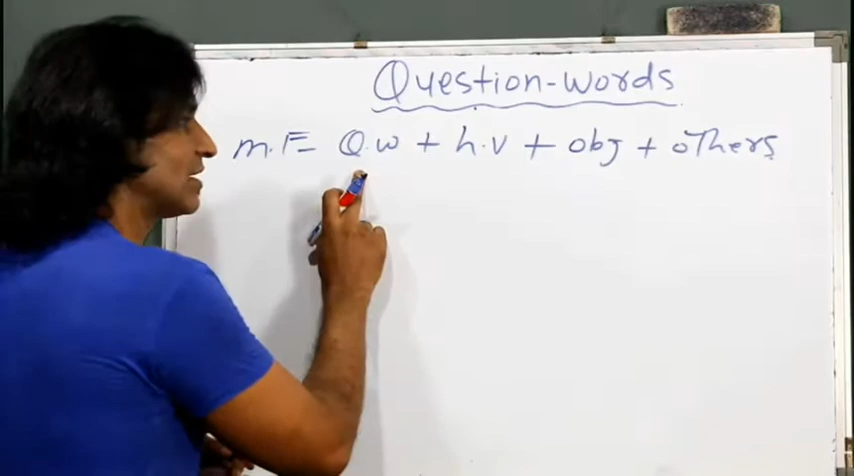 Question-words
m.F= Q.w + h.v + obj + others